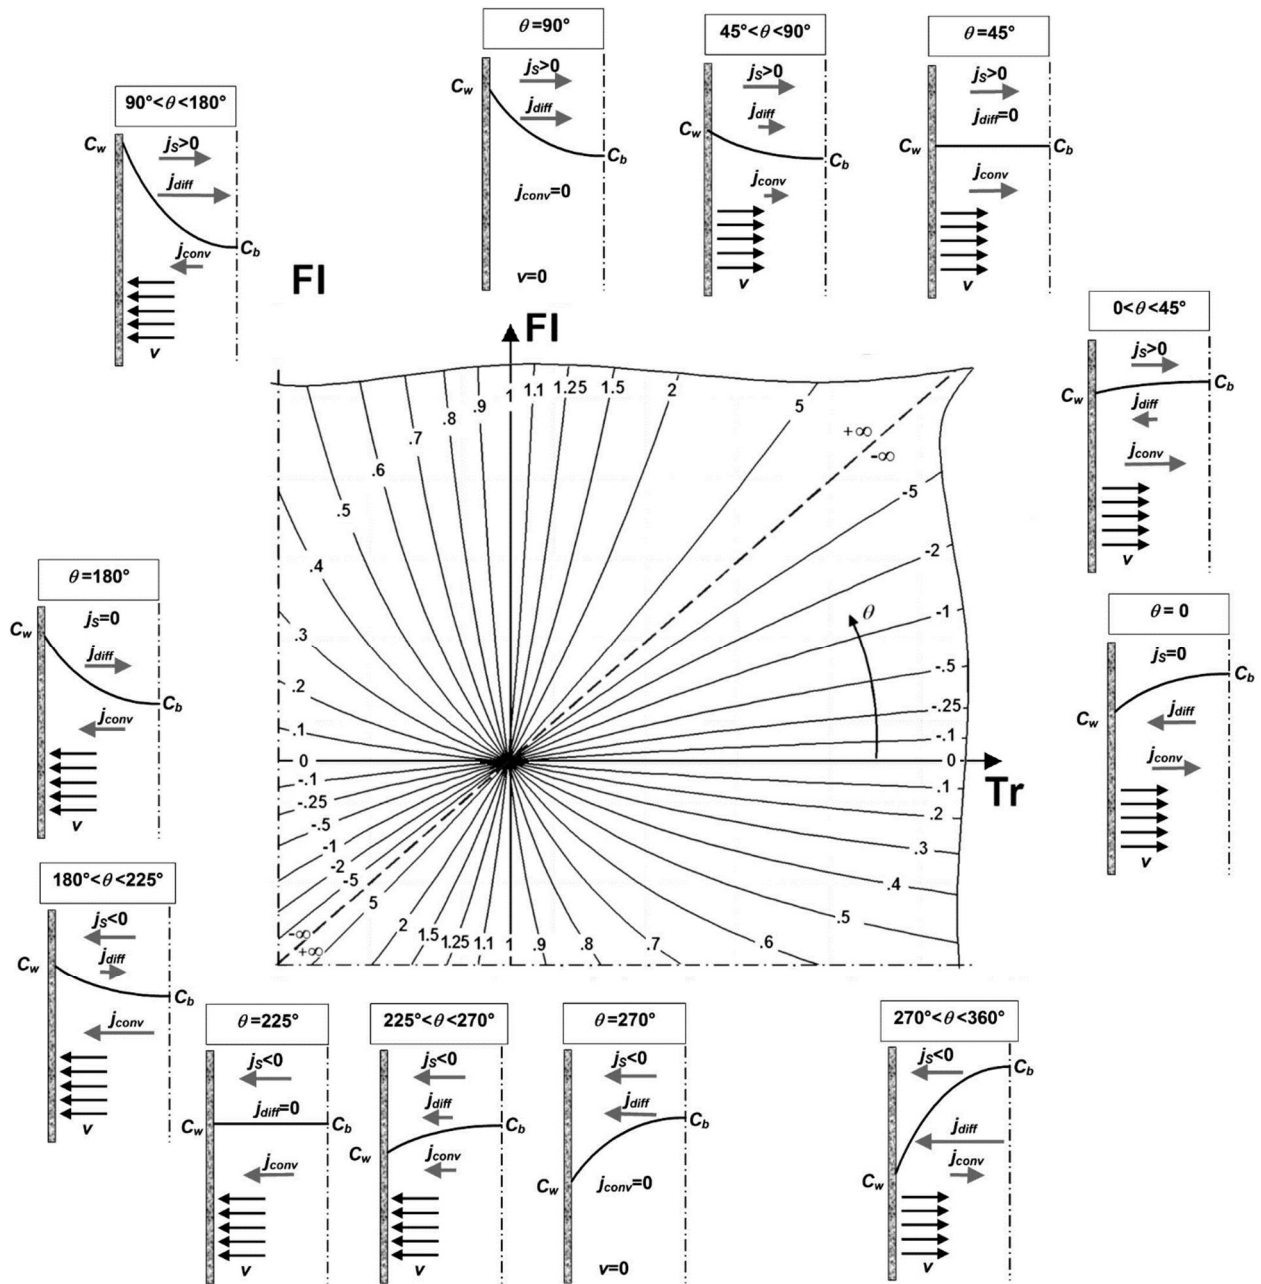 θ=90°
jS>0
Cw
jdiff
Cb
jconv=0
v=0
45°<θ<90°
jS>0
jdiff
Cw
Cb
jconv
v
θ=45°
jS>0
jdiff=0
Cw
Cb
jconv
v
90°<θ<180°
Cw
jS>0
jdiff
Cb
jconv
v
FI
FI
0<θ<45°
jS>0
Cw
Cb
jdiff
jconv
v
.5
.6
.7
.8
.9
1
1.1
1.25
1.5
2
5
+∞
-∞
-5
-2
-1
-.5
-.25
-.1
0
Tr
θ
.4
.3
.2
.1
0
-.1
-.25
-.5
-1
-2
-5
-∞
+∞
5
2
1.5
1.25
1.1
1
.9
.8
.7
.6
.5
.4
.3
.2
.1
θ=180°
jS=0
Cw
jdiff
Cb
jconv
v
θ= 0
jS=0
Cb
Cw
jdiff
jconv
v
180°<θ<225°
jS<0
jdiff
Cw
Cb
jconv
v
θ=225°
jS<0
jdiff=0
Cw
Cb
jconv
v
225°<θ<270°
jS<0
jdiff
Cb
Cw
jconv
v
θ=270°
jS<0
jdiff
Cb
Cw
jconv=0
v=0
270°<θ<360°
jS<0
Cb
jdiff
jconv
Cw
v